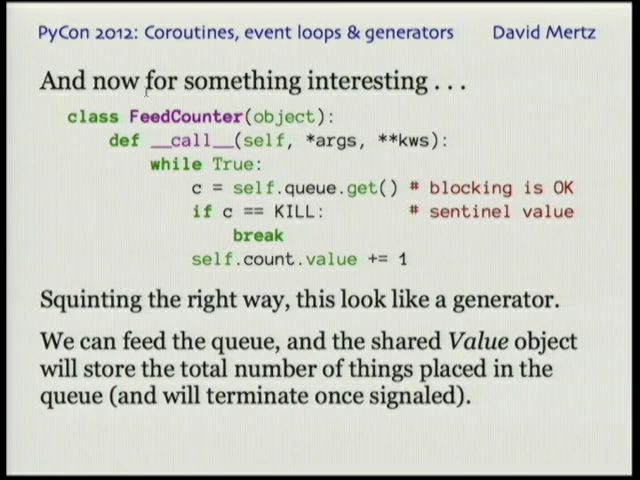 PyCon 2012: Coroutines, event loops & generators David Mertz
And now for something interesting . . .
class FeedCounter(object):
def __call__(self, *args, **kws):
while True:
c = self.queue.get() # blocking is OK
if c == KILL: # sentinel value
break
self.count.value += 1
Squinting the right way, this look like a generator.
We can feed the queue, and the shared Value object
will store the total number of things placed in the
queue (and will terminate once signaled).